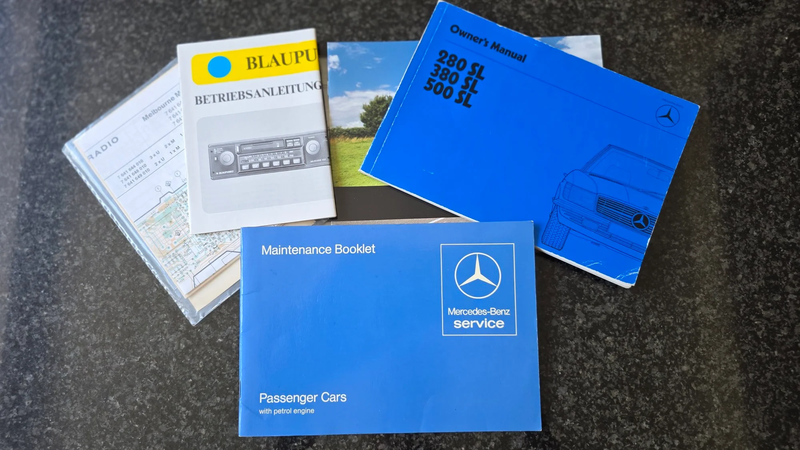 BLAUPU
BETRIEBSANLEITUNG
RADIO
Melbourne
Owner's Manual
280 SL
380 SL
500 SL
Maintenance Booklet
Mercedes-Benz
service
Passenger Cars
with petrol engine